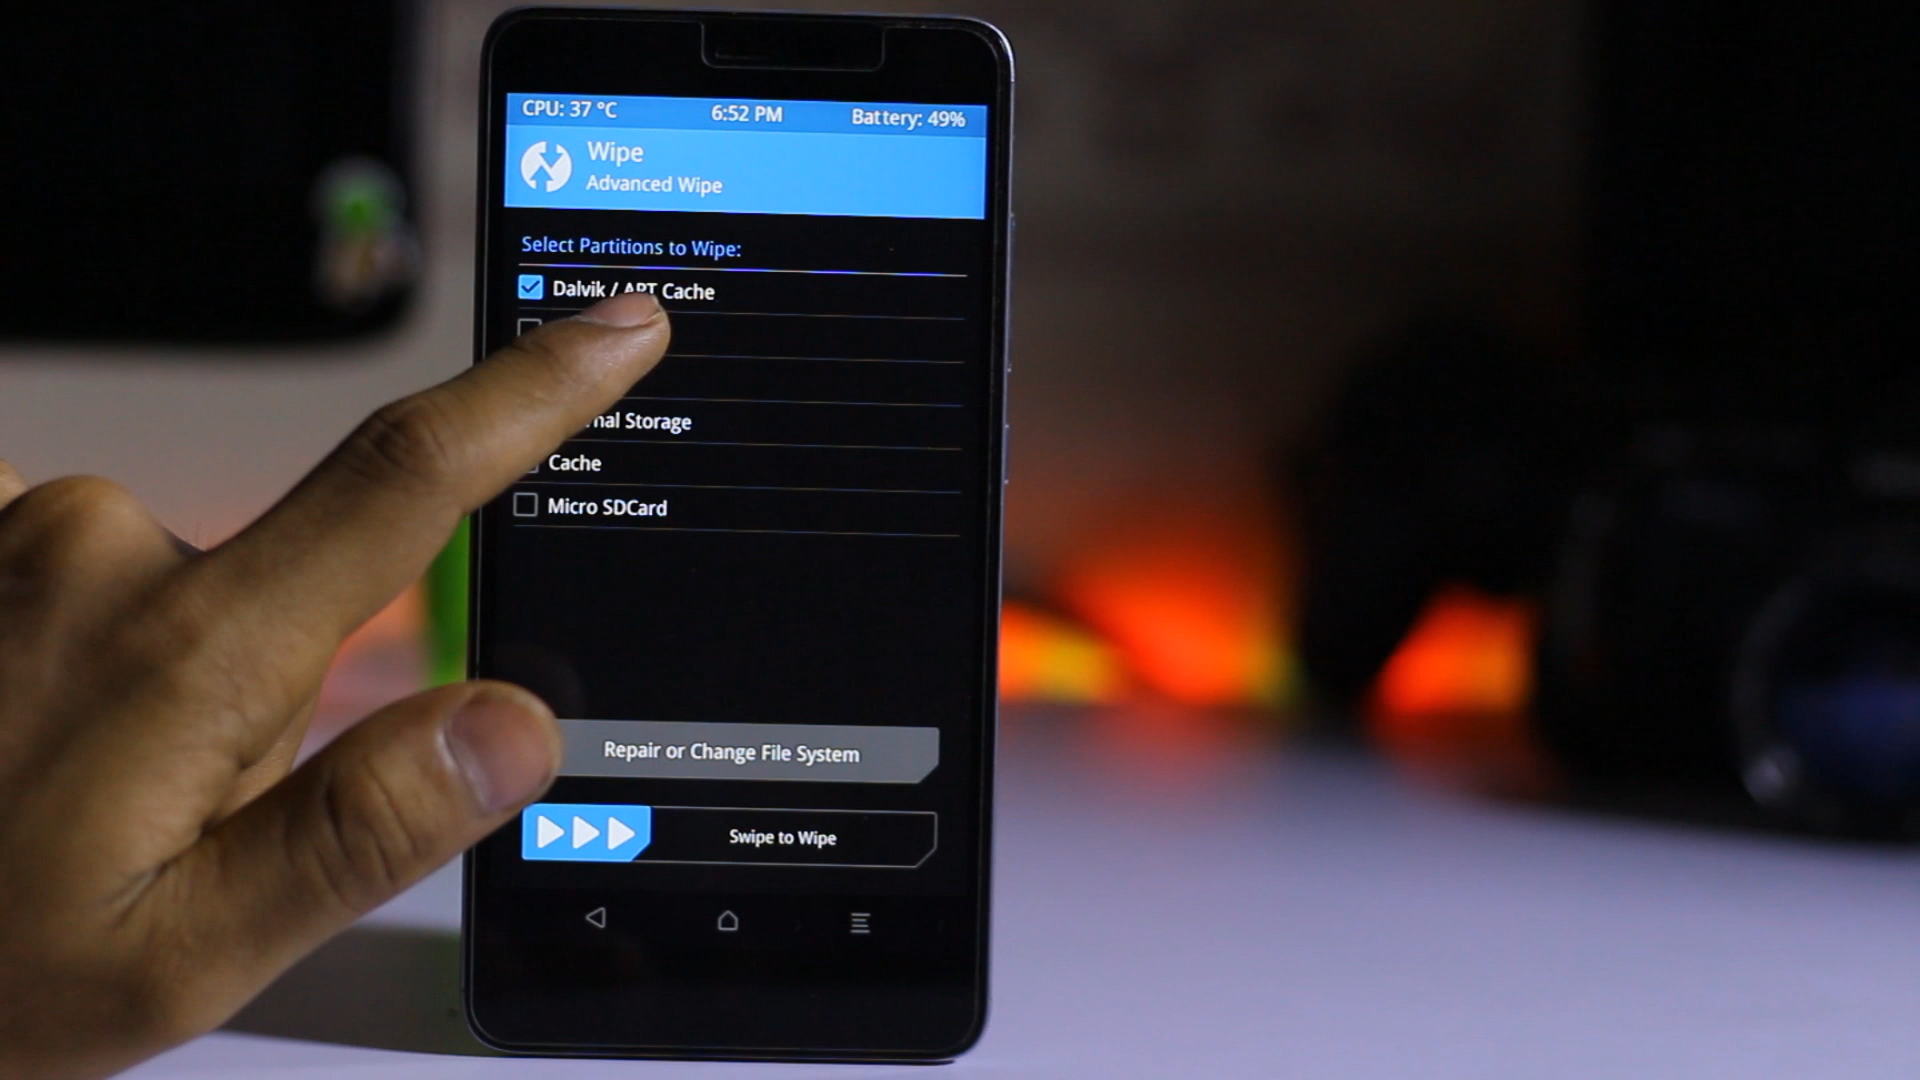 CPU: 37 °C 6:52 PM Battery: 49%
Wipe
Advanced Wipe
Select Partitions to Wipe:
Dalvik / ART Cache
Storage
Cache
Micro SDCard
Repair or Change File System
Swipe to Wipe